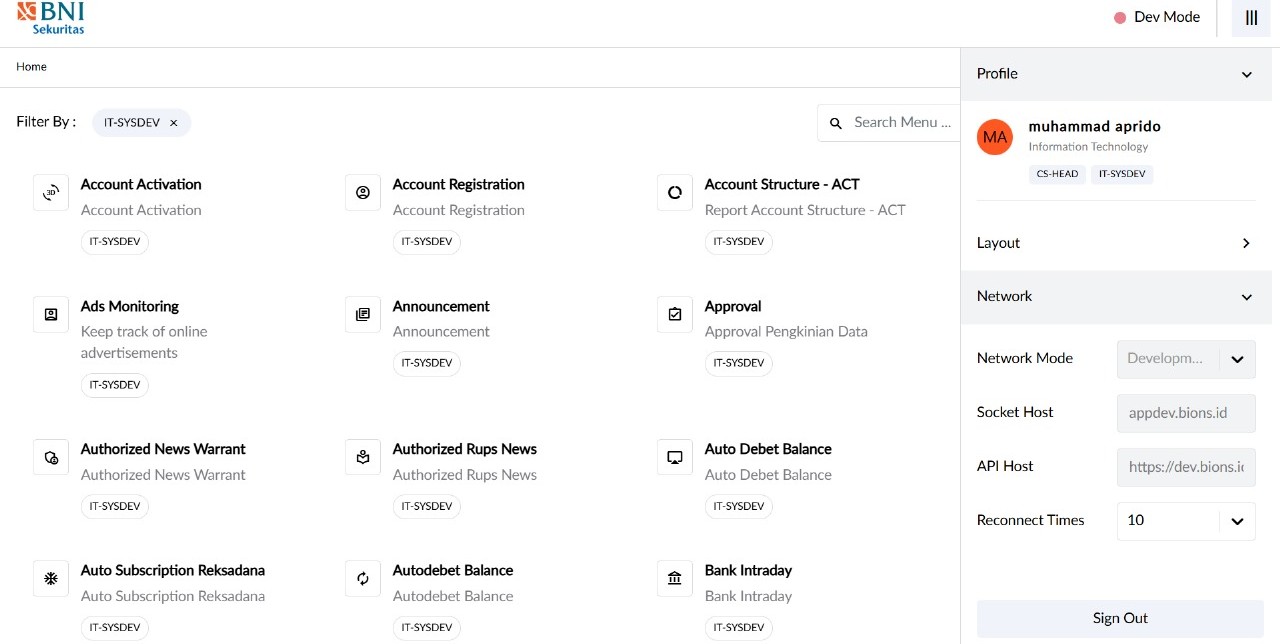 BNI
Sekuritas
Dev Mode
Home
Filter By :
IT-SYSDEV ×
Search Menu ...
Account Activation
Account Activation
IT-SYSDEV
Account Registration
Account Registration
IT-SYSDEV
Account Structure - ACT
Report Account Structure - ACT
IT-SYSDEV
Ads Monitoring
Keep track of online
advertisements
IT-SYSDEV
Announcement
Announcement
IT-SYSDEV
Approval
Approval Pengkinian Data
IT-SYSDEV
Authorized News Warrant
Authorized News Warrant
IT-SYSDEV
Authorized Rups News
Authorized Rups News
IT-SYSDEV
Auto Debet Balance
Auto Debet Balance
IT-SYSDEV
Auto Subscription Reksadana
Auto Subscription Reksadana
IT-SYSDEV
Autodebet Balance
Autodebet Balance
IT-SYSDEV
Bank Intraday
Bank Intraday
IT-SYSDEV
Profile
MA
muhammad aprido
Information Technology
CS-HEAD IT-SYSDEV
Layout
Network
Network Mode Developm...
Socket Host appdev.bions.id
API Host https://dev.bions.ic
Reconnect Times 10
Sign Out